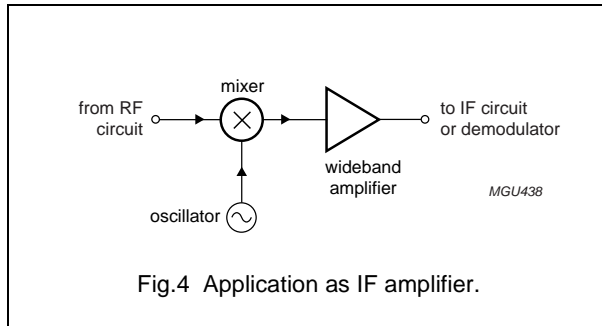 mixer
from RF
circuit
to IF circuit
or demodulator
wideband
amplifier
MGU438
oscillator
Fig.4 Application as IF amplifier.